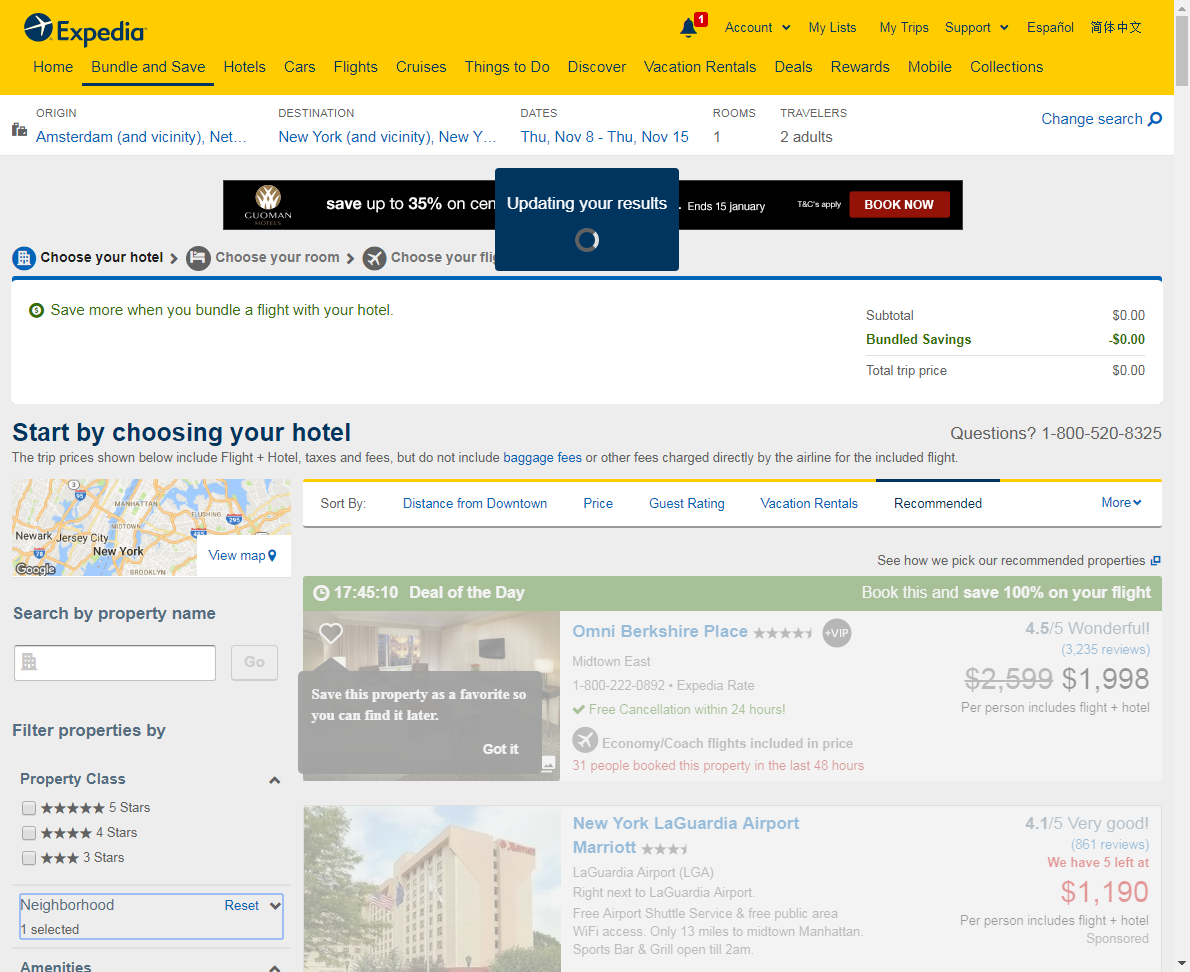 Expedia
1
Account
My Lists
My Trips
Support
Español
简体中文
Home
Bundle and Save
Hotels
Cars
Flights
Cruises
Things to Do
Discover
Vacation Rentals
Deals
Rewards
Mobile
Collections
ORIGIN
Amsterdam (and vicinity), Net...
DESTINATION
New York (and vicinity), New Y...
DATES
Thu, Nov 8 - Thu, Nov 15
ROOMS
1
TRAVELERS
2 adults
Change search
GUOMAN
HOTELS
save up to 35% on cen
Ends 15 january
T&C's apply
BOOK NOW
Updating your results
Choose your hotel
Choose your room
Choose your flig
Save more when you bundle a flight with your hotel.
Subtotal $0.00
Bundled Savings -$0.00
Total trip price $0.00
Start by choosing your hotel
Questions? 1-800-520-8325
The trip prices shown below include Flight + Hotel, taxes and fees, but do not include baggage fees or other fees charged directly by the airline for the included flight.
3
95
MANHATTAN
FLUSHING
295
MIDTOWN
495
Newark
Jersey City
New York
78
BROOKLYN
Google
View map
Sort By:
Distance from Downtown
Price
Guest Rating
Vacation Rentals
Recommended
More
See how we pick our recommended properties
Search by property name
Go
Filter properties by
Property Class
5 Stars
4 Stars
3 Stars
Neighborhood
Reset
1 selected
Amenities
17:45:10 Deal of the Day
Book this and save 100% on your flight
Save this property as a favorite so
you can find it later.
Got it
Omni Berkshire Place
+VIP
Midtown East
1-800-222-0892 • Expedia Rate
Free Cancellation within 24 hours!
Economy/Coach flights included in price
31 people booked this property in the last 48 hours
4.5/5 Wonderful!
(3,235 reviews)
$2,599 $1,998
Per person includes flight + hotel
Marriott
New York LaGuardia Airport
Marriott
LaGuardia Airport (LGA)
Right next to LaGuardia Airport.
Free Airport Shuttle Service & free public area
WiFi access. Only 13 miles to midtown Manhattan.
Sports Bar & Grill open till 2am.
4.1/5 Very good!
(861 reviews)
We have 5 left at
$1,190
Per person includes flight + hotel
Sponsored